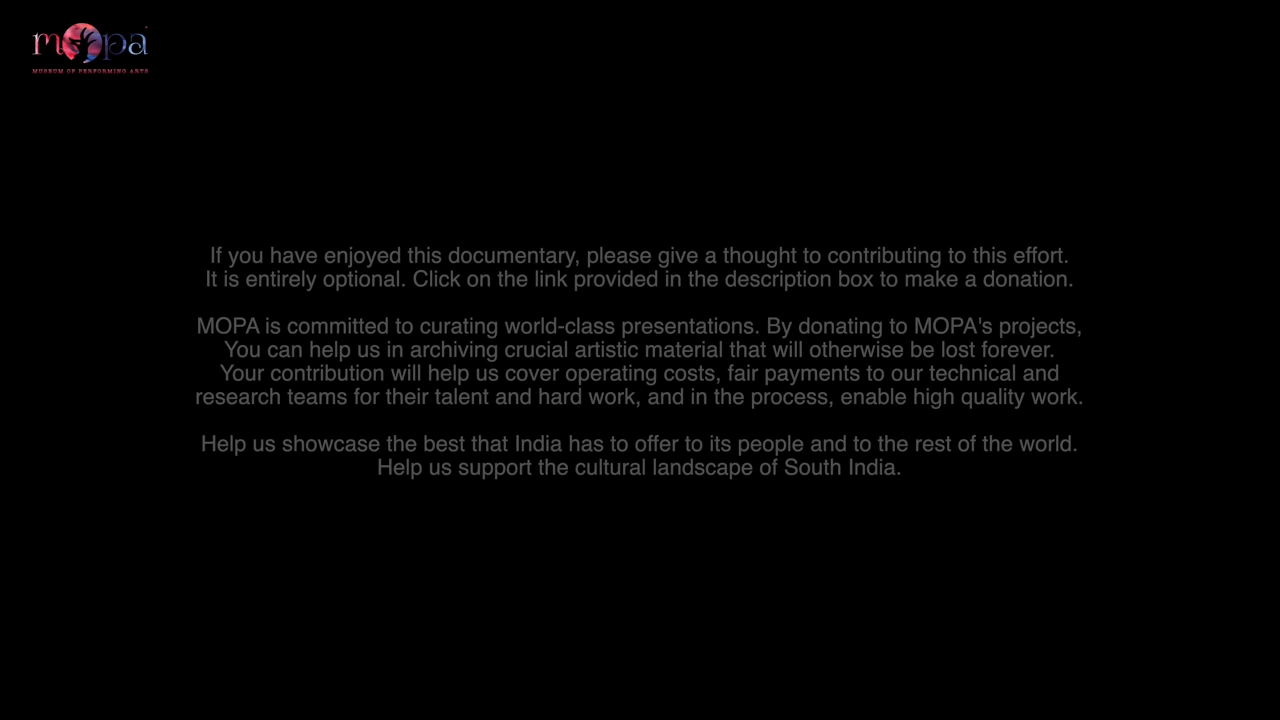 mopa
MUSEUM OF PERFORMING ARTS
If you have enjoyed this documentary, please give a thought to contributing to this effort.
It is entirely optional. Click on the link provided in the description box to make a donation.
MOPA is committed to curating world-class presentations. By donating to MOPA's projects,
You can help us in archiving crucial artistic material that will otherwise be lost forever.
Your contribution will help us cover operating costs, fair payments to our technical and
research teams for their talent and hard work, and in the process, enable high quality work.
Help us showcase the best that India has to offer to its people and to the rest of the world.
Help us support the cultural landscape of South India.